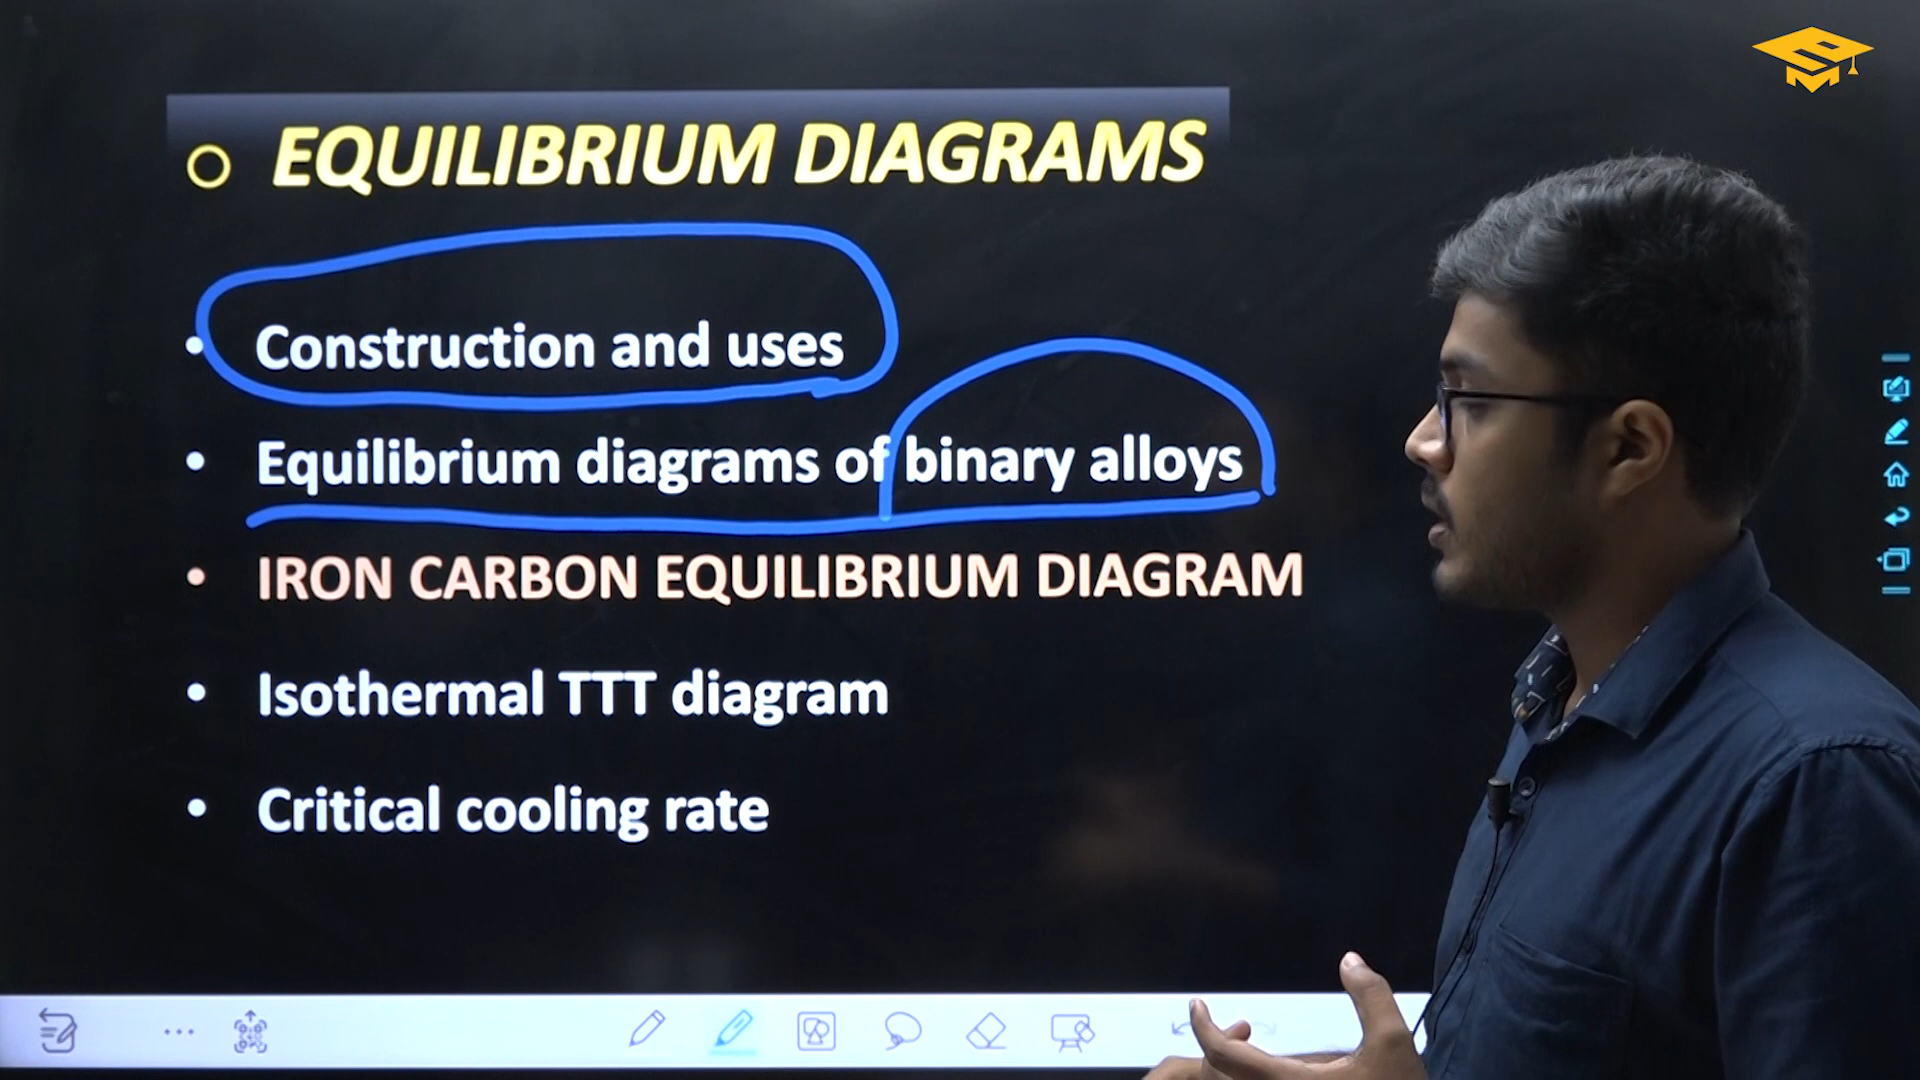 EQUILIBRIUM DIAGRAMS
Construction and uses
Equilibrium diagrams of binary alloys
IRON CARBON EQUILIBRIUM DIAGRAM
Isothermal TTT diagram
Critical cooling rate